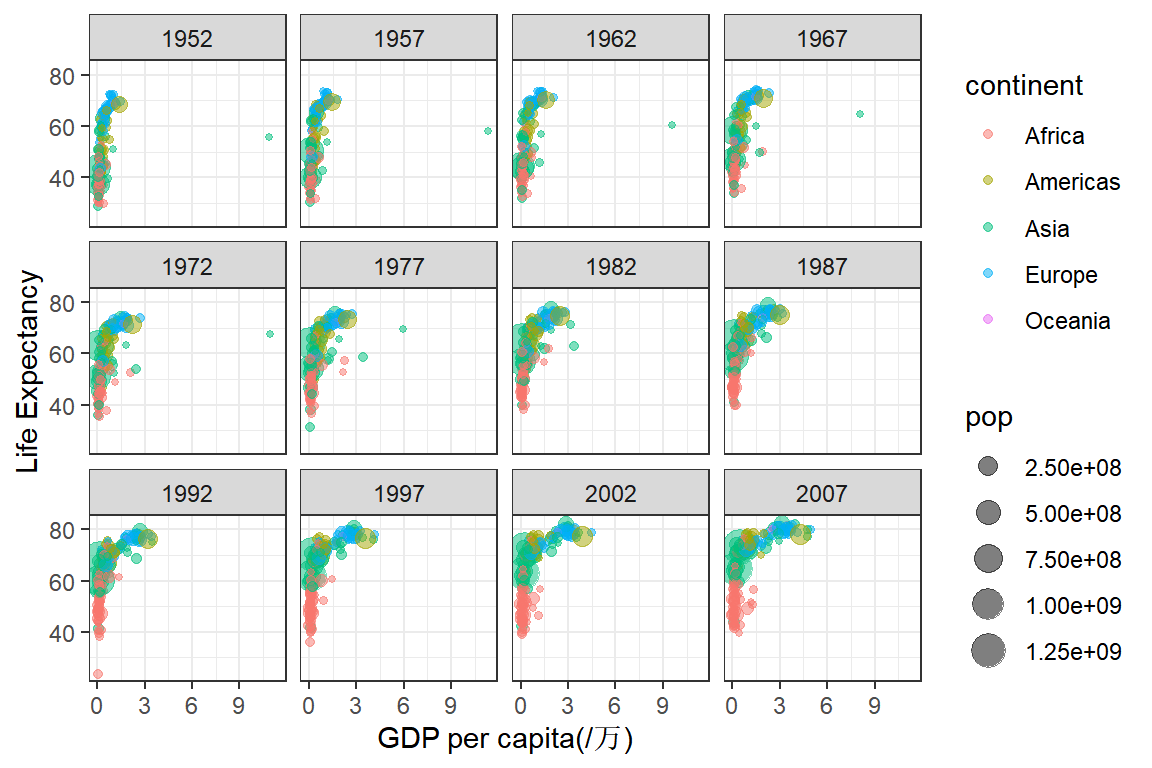 1952 1957 1962 1967
80
60
40
1972 1977 1982 1987
80
60
40
1992 1997 2002 2007
80
60
40
0 3 6 9 0 3 6 9 0 3 6 9 0 3 6 9
GDP per capita(/万)
Life Expectancy
continent
Africa
Americas
Asia
Europe
Oceania
pop
2.50e+08
5.00e+08
7.50e+08
1.00e+09
1.25e+09